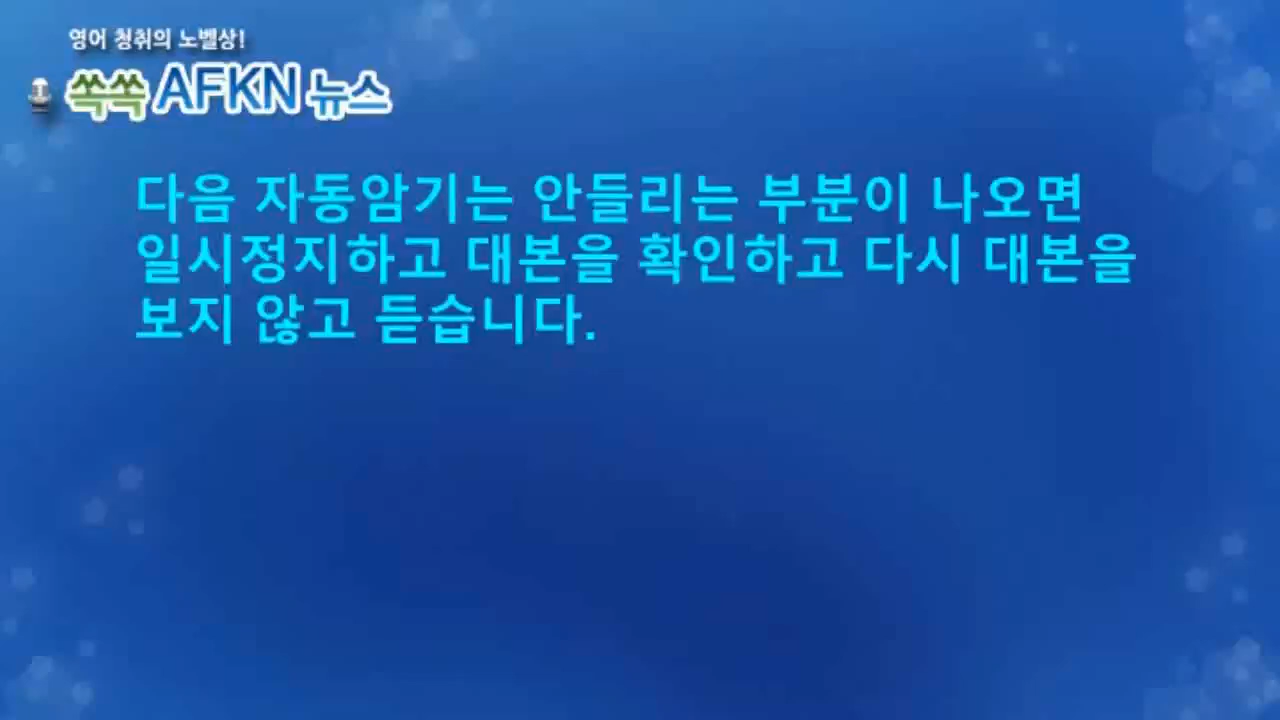 영어 청취의 노벨상!
쏙쏙 AFKN 뉴스
다음 자동암기는 안들리는 부분이 나오면
일시정지하고 대본을 확인하고 다시 대본을
보지 않고 듣습니다.